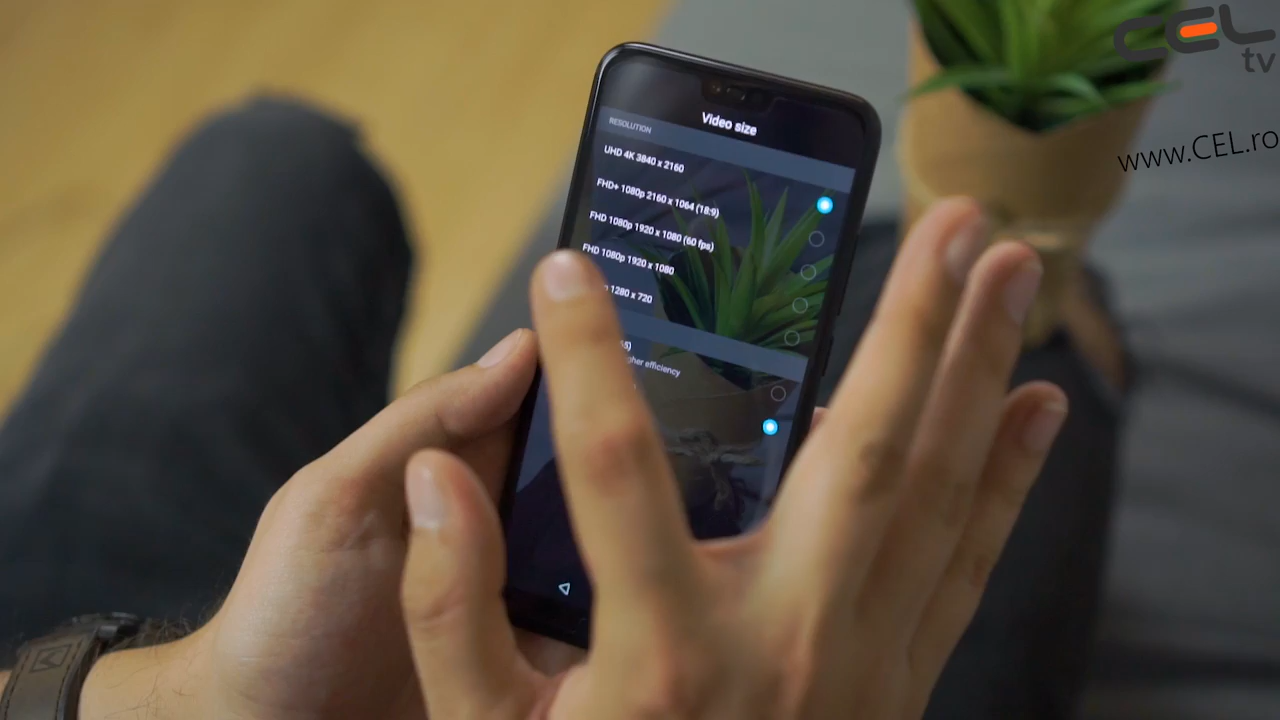 CEL
tv
www.CEL.ro
Video size
RESOLUTION
UHD 4K 3840 x 2160
FHD+ 1080p 2160 x 1064 (18:9)
FHD 1080p 1920 x 1080 (60 fps)
FHD 1080p 1920 x 1080
1280 x 720
efficiency